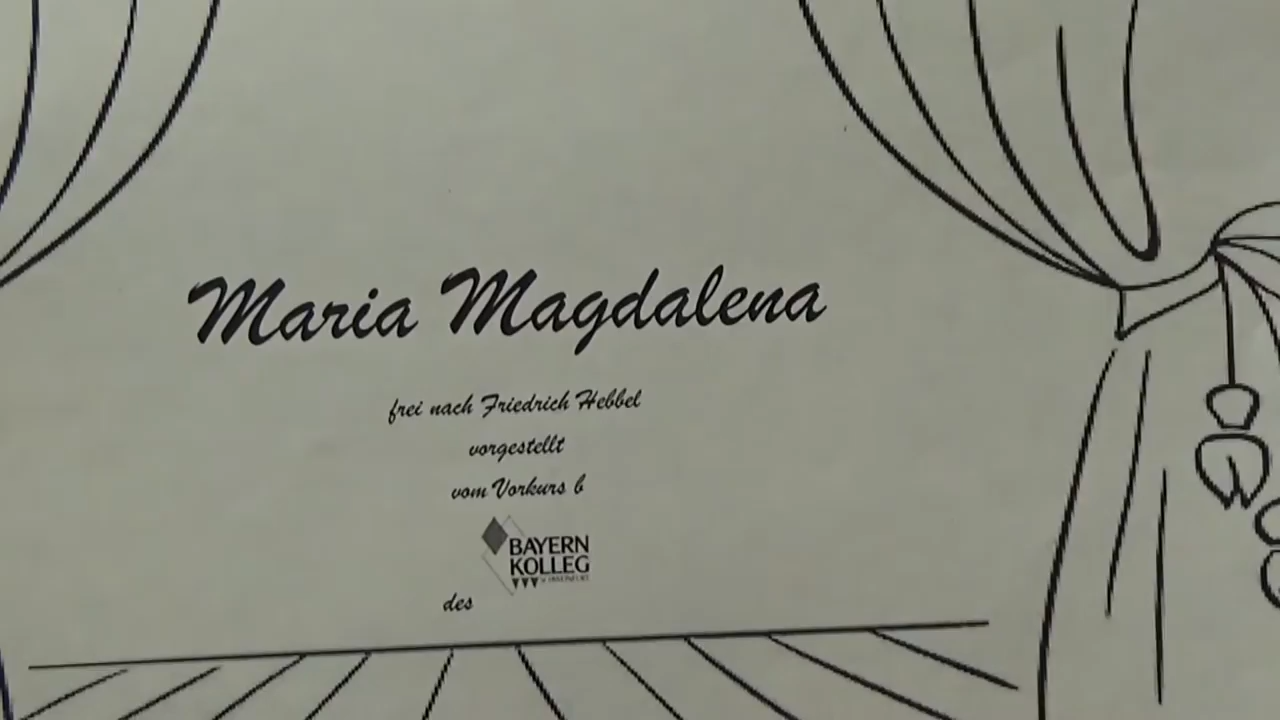 Maria Magdalena
frei nach Friedrich Hebbel
vorgestellt
vom Vorkurs b
BAYERN
KOLLEG
des